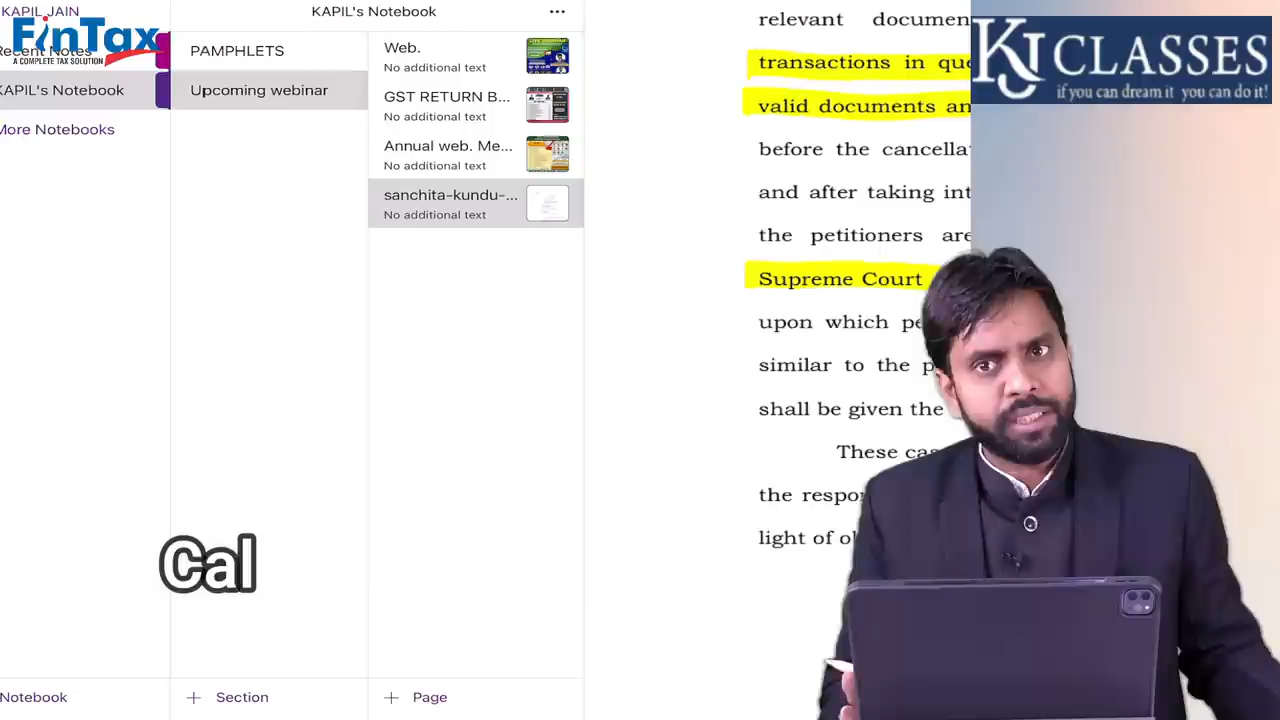 KAPIL JAIN
FinTax
A COMPLETE TAX SOLUTION
Recent Notes
KAPIL's Notebook
More Notebooks
Notebook
PAMPHLETS
Upcoming webinar
Section
KAPIL's Notebook
Web.
No additional text
GST RETURN B...
No additional text
Annual web. Me...
No additional text
sanchita-kundu-...
No additional text
Page
Cal
relevant documen
transactions in que
valid documents an
before the cancella
and after taking int
the petitioners are
Supreme Court
upon which pe
similar to the p
shall be given the
These cas
the respon
light of ob
KJ CLASSES
if you can dream it you can do it!